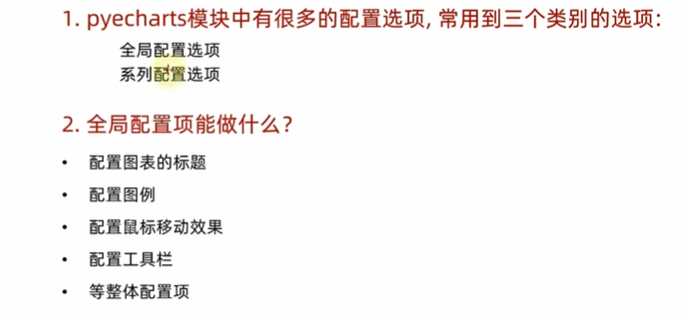 1. pyecharts模块中有很多的配置选项, 常用到三个类别的选项:
全局配置选项
系列配置选项
2. 全局配置项能做什么?
• 配置图表的标题
• 配置图例
• 配置鼠标移动效果
• 配置工具栏
• 等整体配置项